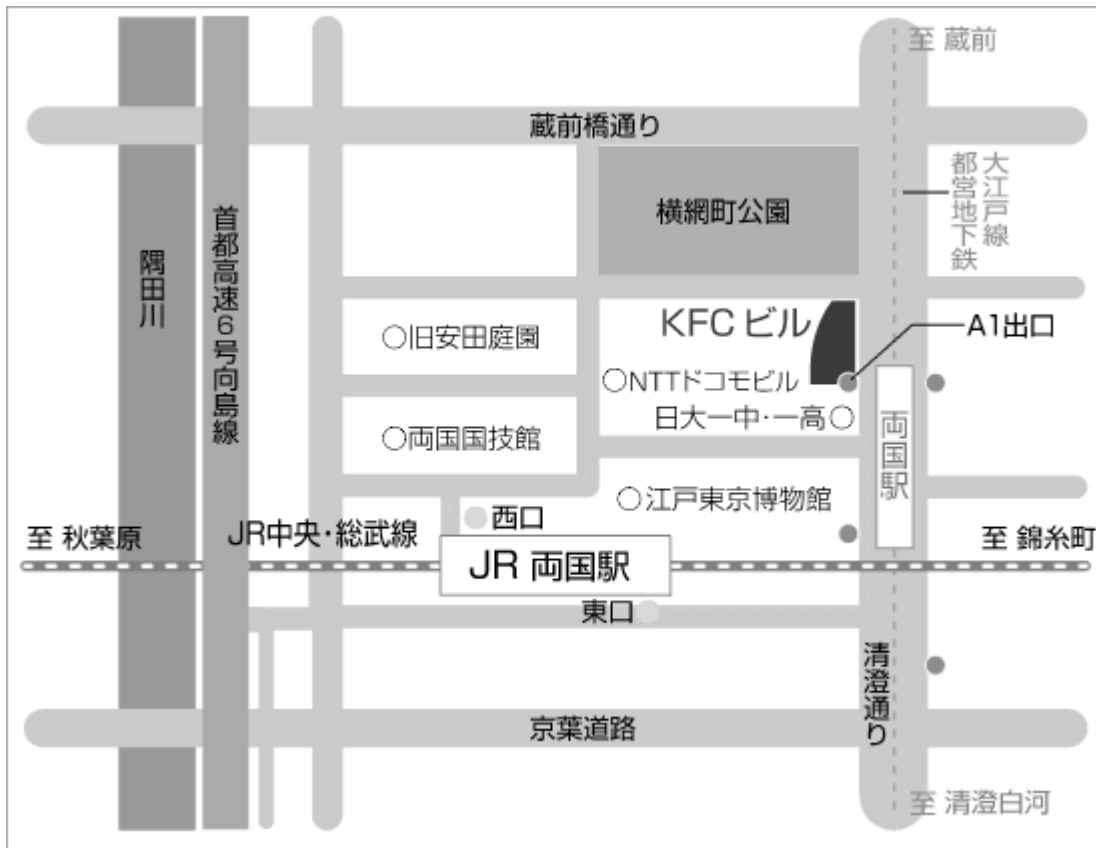 至 蔵前
蔵前橋通り
大江戸線
都営地下鉄
横網町公園
首都高速6号向島線
隅田川
KFC ビル
A1出口
○旧安田庭園
○NTTドコモビル
日大一中・一高○
○両国国技館
両国駅
○江戸東京博物館
西口
至 秋葉原
JR中央・総武線
至 錦糸町
JR 両国駅
東口
清澄通り
京葉道路
至 清澄白河